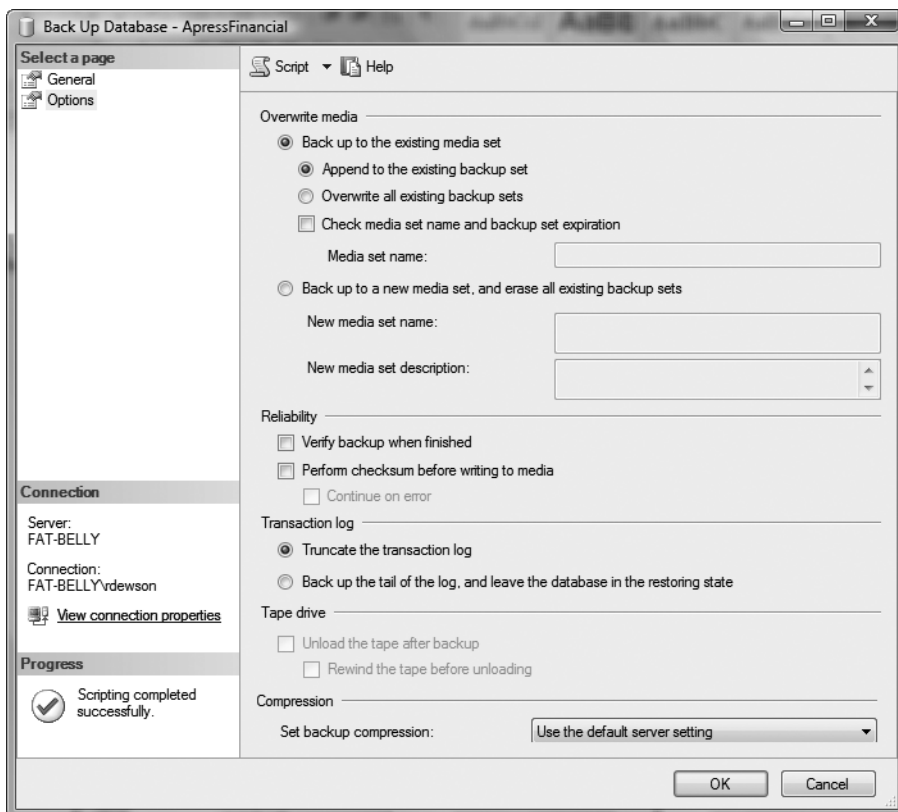 Back Up Database - ApressFinancial
Select a page
General
Options
Script
Help
Overwrite media
Back up to the existing media set
Append to the existing backup set
Overwrite all existing backup sets
Check media set name and backup set expiration
Media set name:
Back up to a new media set, and erase all existing backup sets
New media set name:
New media set description:
Reliability
Verify backup when finished
Perform checksum before writing to media
Continue on error
Transaction log
Truncate the transaction log
Back up the tail of the log, and leave the database in the restoring state
Tape drive
Unload the tape after backup
Rewind the tape before unloading
Compression
Set backup compression:
Use the default server setting
Connection
Server:
FAT-BELLY
Connection:
FAT-BELLY\rdewson
View connection properties
Progress
Scripting completed
successfully.
OK
Cancel